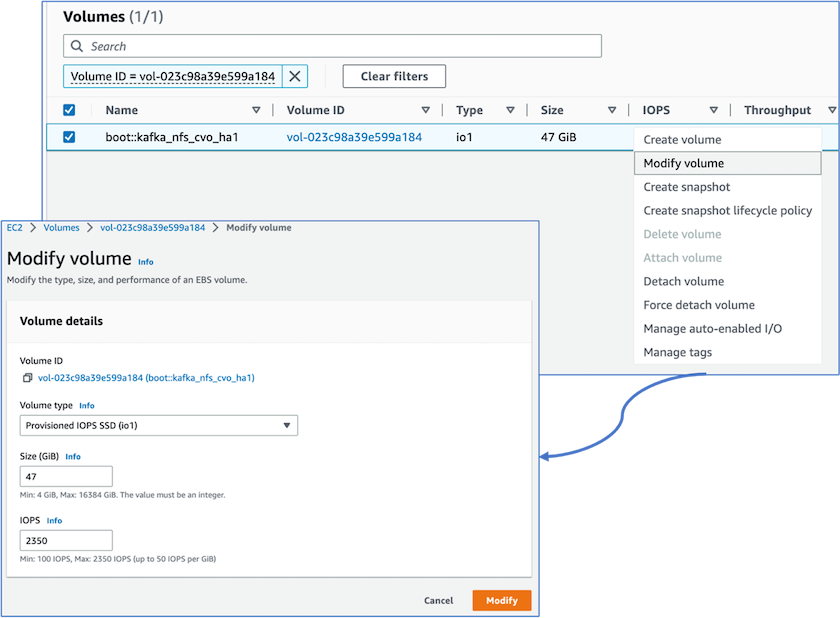 Volumes (1/1)
Search
Volume ID = vol-023c98a39e599a184
Clear filters
Name Volume ID Type Size IOPS Throughput
boot::kafka_nfs_cvo_ha1 vol-023c98a39e599a184 io1 47 GiB
Create volume
Modify volume
Create snapshot
Create snapshot lifecycle policy
Delete volume
Attach volume
Detach volume
Force detach volume
Manage auto-enabled I/O
Manage tags
EC2 Volumes vol-023c98a39e599a184 Modify volume
Modify volume Info
Modify the type, size, and performance of an EBS volume.
Volume details
Volume ID
vol-023c98a39e599a184 (boot::kafka_nfs_cvo_ha1)
Volume type Info
Provisioned IOPS SSD (io1)
Size (GiB) Info
47
Min: 4 GiB, Max: 16384 GiB. The value must be an integer.
IOPS Info
2350
Min: 100 IOPS, Max: 2350 IOPS (up to 50 IOPS per GiB)
Cancel Modify